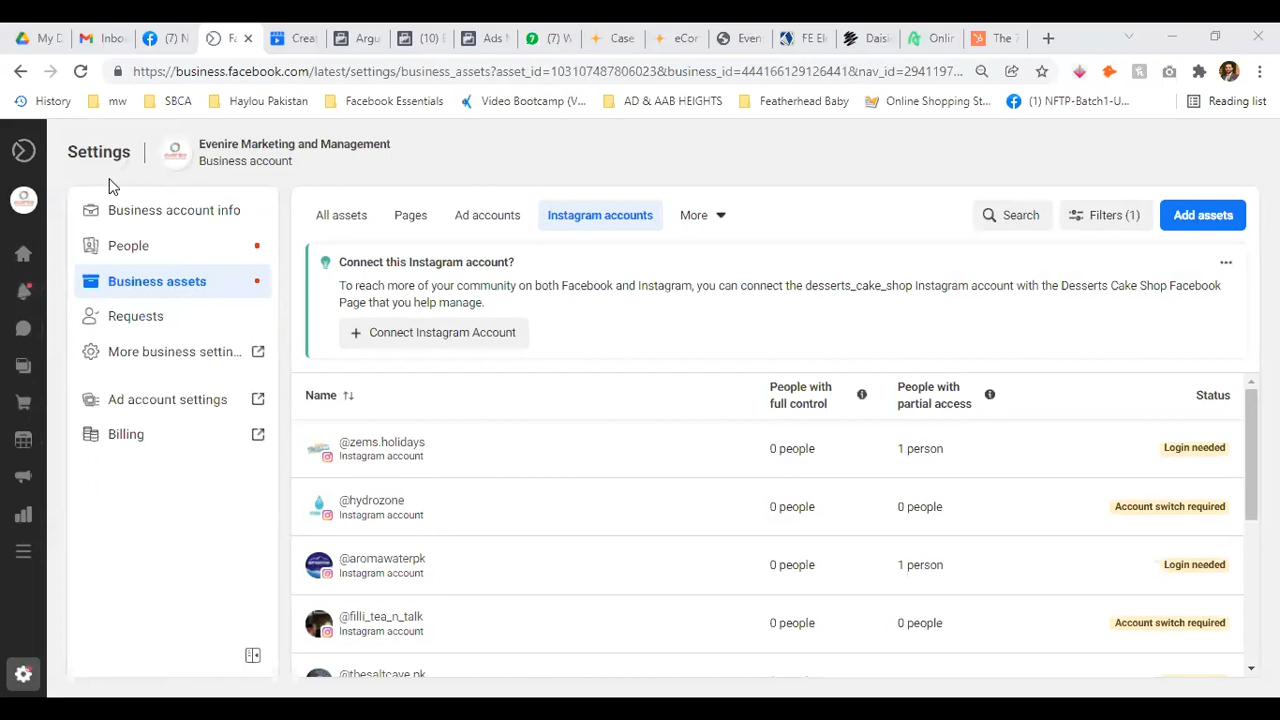 My D
Inbo
(7) N
Fa
Crea
Argu
(10) E
Ads M
(7) W
Case
eCor
Even
FE Ele
Daisi
Onlir
The 7
https://business.facebook.com/latest/settings/business_assets?asset_id=103107487806023&business_id=444166129126441&nav_id=2941197...
History
mw
SBCA
Haylou Pakistan
Facebook Essentials
Video Bootcamp (V...
AD & AAB HEIGHTS
Featherhead Baby
Online Shopping St...
(1) NFTP-Batch1-U...
Reading list
Settings
Evenire Marketing and Management
Business account
Business account info
People
Business assets
Requests
More business settin...
Ad account settings
Billing
All assets
Pages
Ad accounts
Instagram accounts
More
Search
Filters (1)
Add assets
Connect this Instagram account?
To reach more of your community on both Facebook and Instagram, you can connect the desserts_cake_shop Instagram account with the Desserts Cake Shop Facebook
Page that you help manage.
+ Connect Instagram Account
Name
People with
full control
People with
partial access
Status
@zems.holidays
Instagram account
0 people
1 person
Login needed
@hydrozone
Instagram account
0 people
0 people
Account switch required
@aromawaterpk
Instagram account
0 people
1 person
Login needed
@filli_tea_n_talk
Instagram account
0 people
0 people
Account switch required
@thesaltcave.pk